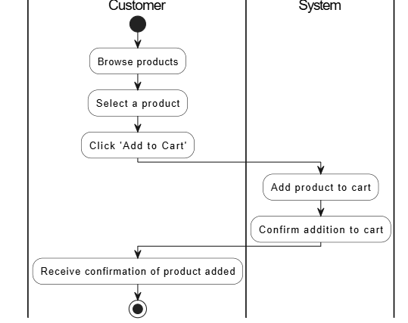 Customer
System
Browse products
Select a product
Click 'Add to Cart'
Add product to cart
Confirm addition to cart
Receive confirmation of product added